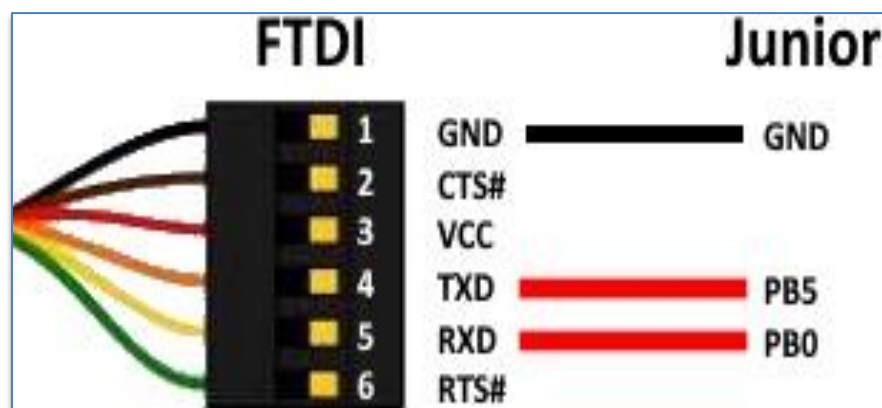 FTDI Junior
1 GND GND
2 CTS#
3 VCC
4 TXD PB5
5 RXD PB0
6 RTS#